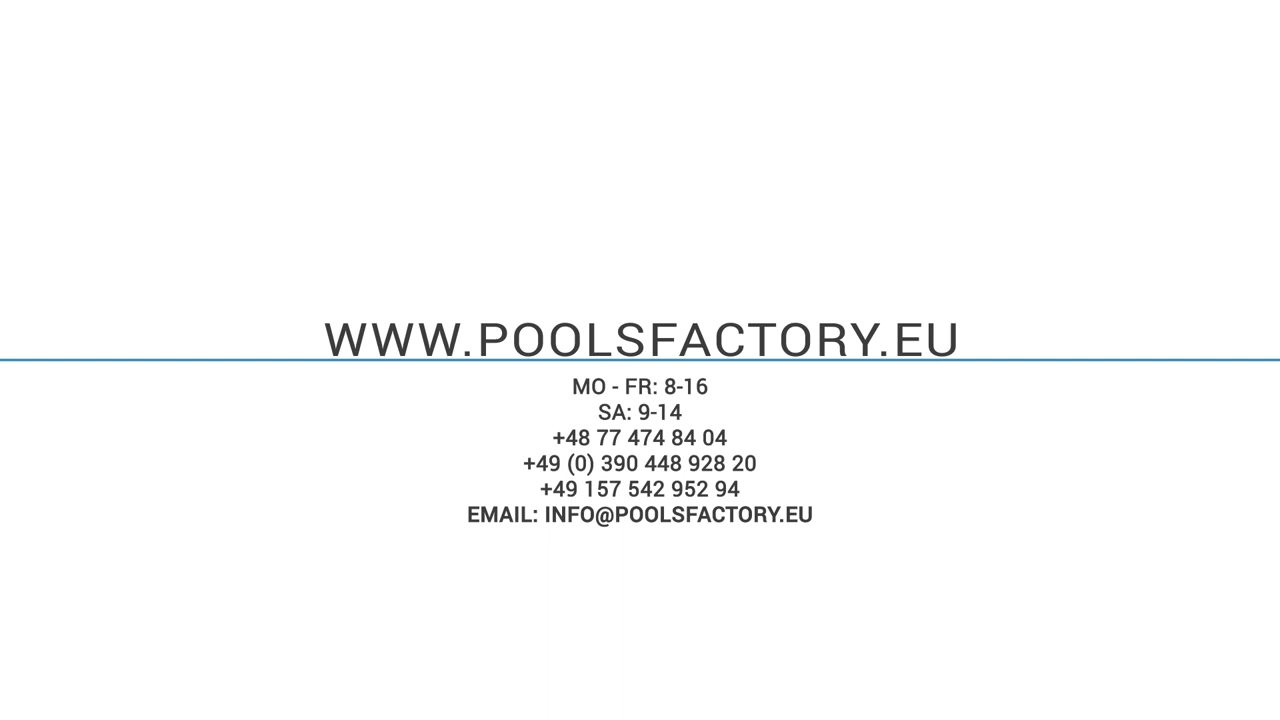 WWW.POOLSFACTORY.EU
MO - FR: 8-16
SA: 9-14
+48 77 474 84 04
+49 (0) 390 448 928 20
+49 157 542 952 94
EMAIL: INFO@POOLSFACTORY.EU